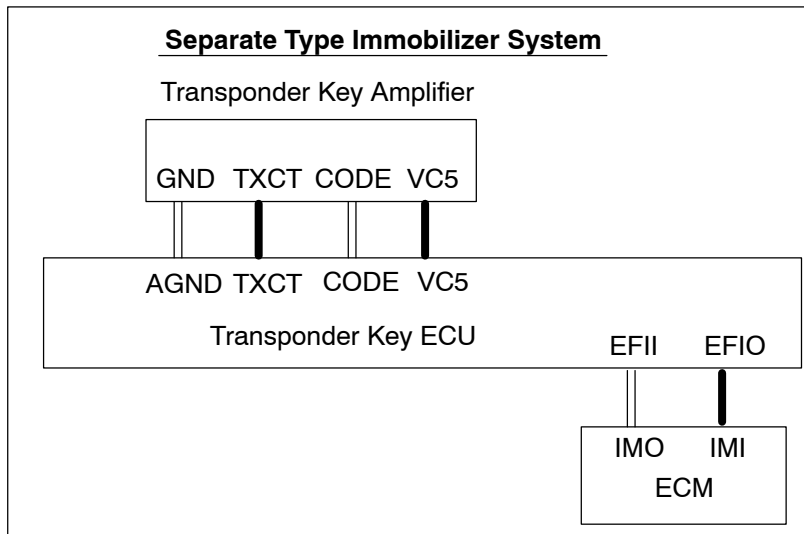 Separate Type Immobilizer System
Transponder Key Amplifier
GND TXCT CODE VC5
AGND TXCT CODE VC5
Transponder Key ECU
EFII EFIO
IMO IMI
ECM